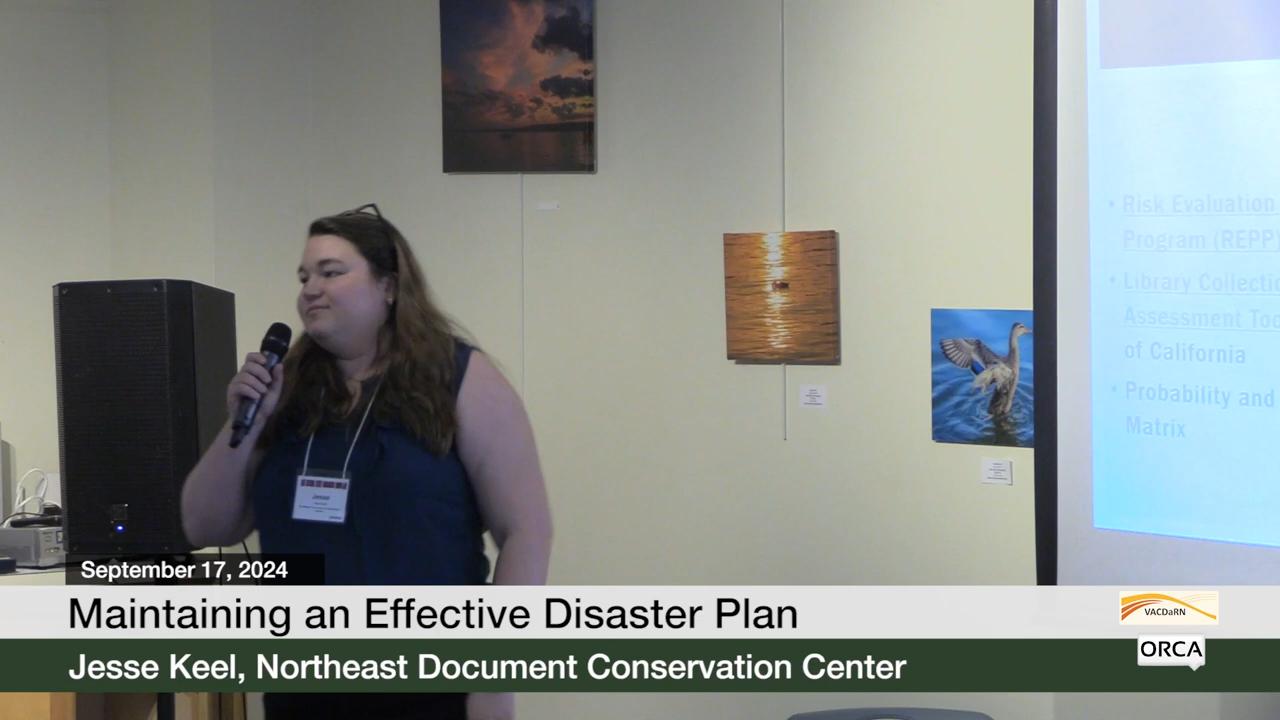 • Risk Evaluation
Program (REPP)
• Library Collectio
Assessment Too
of California
• Probability and
Matrix
Jesse
September 17, 2024
Maintaining an Effective Disaster Plan
VACDaRN
Jesse Keel, Northeast Document Conservation Center
ORCA